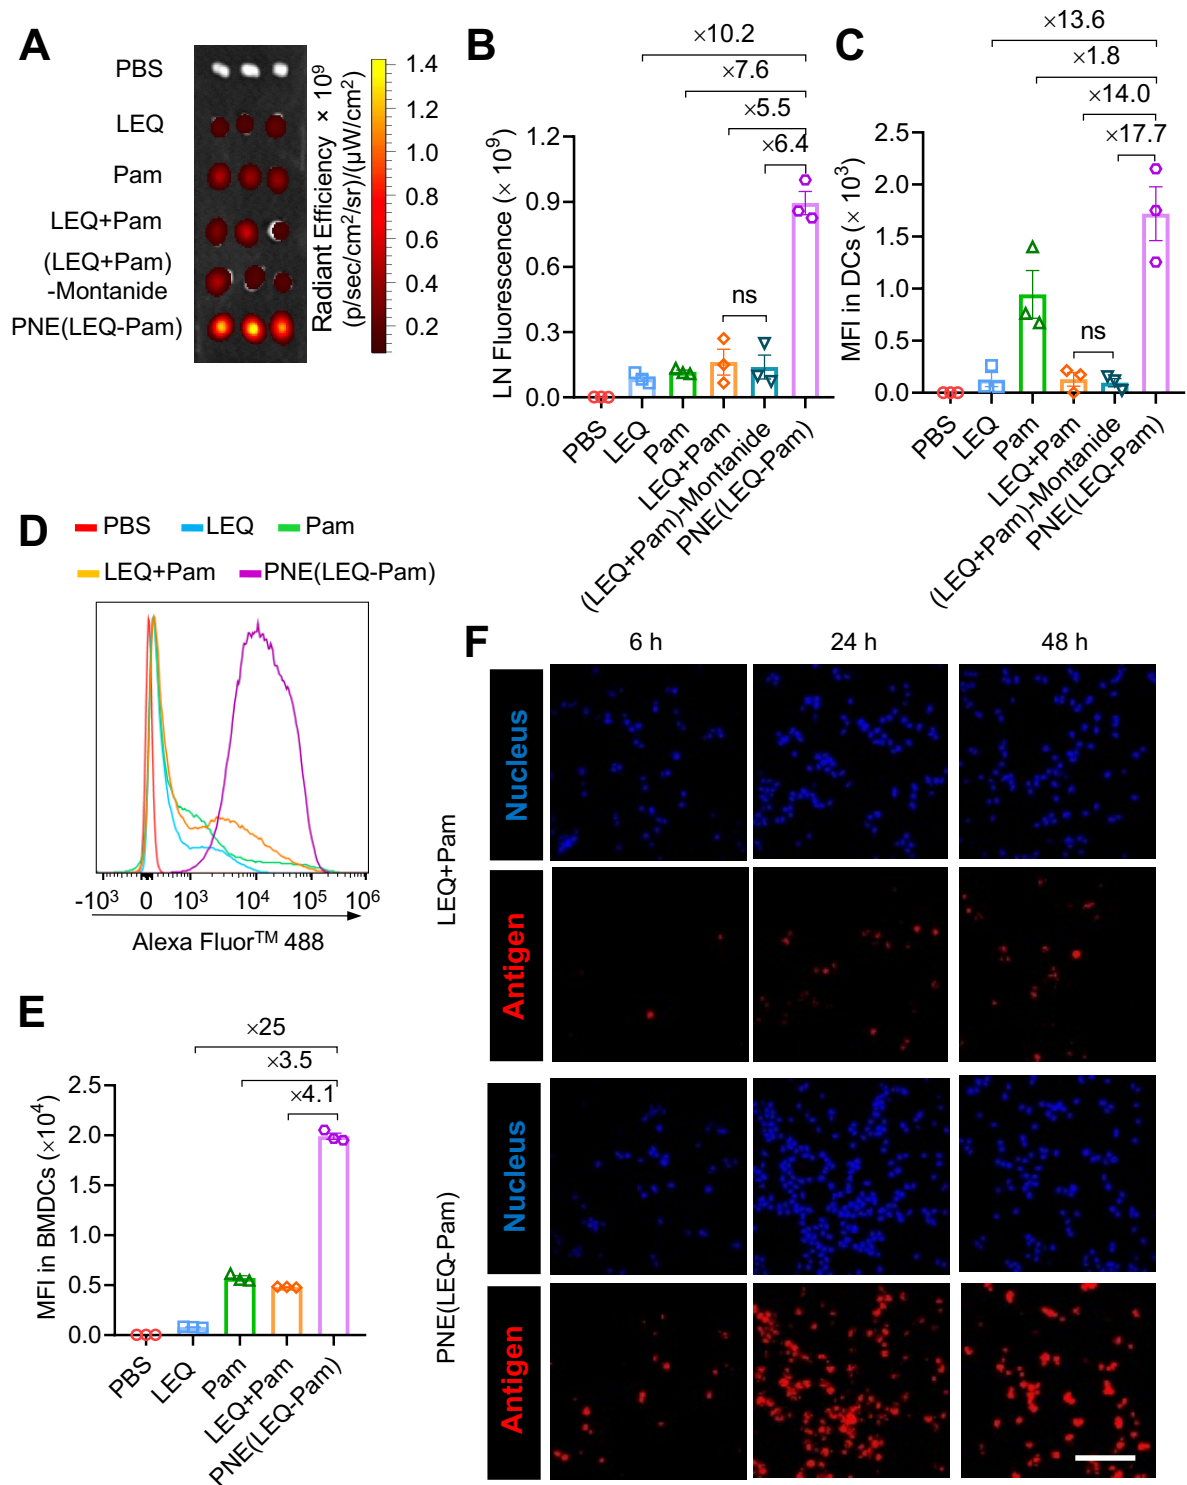 A
PBS
LEQ
Pam
LEQ+Pam
(LEQ+Pam)
-Montanide
PNE(LEQ-Pam)
Radiant Efficiency × 10⁹
(p/sec/cm²/sr)/(μW/cm²)
1.4
1.2
1.0
0.8
0.6
0.4
0.2
B
×10.2
×7.6
×5.5
×6.4
ns
LN Fluorescence (× 10⁹)
1.2
0.9
0.6
0.3
0.0
PBS
LEQ
Pam
LEQ+Pam
(LEQ+Pam)-Montanide
PNE(LEQ-Pam)
C
×13.6
×1.8
×14.0
×17.7
ns
MFI in DCs (× 10³)
2.5
2.0
1.5
1.0
0.5
0.0
PBS
LEQ
Pam
LEQ+Pam
(LEQ+Pam)-Montanide
PNE(LEQ-Pam)
D
PBS
LEQ
Pam
LEQ+Pam
PNE(LEQ-Pam)
-10³ 0 10³ 10⁴ 10⁵ 10⁶
Alexa Fluor™ 488
E
×25
×3.5
×4.1
MFI in BMDCs (×10⁴)
2.5
2.0
1.5
1.0
0.5
0.0
PBS
LEQ
Pam
LEQ+Pam
PNE(LEQ-Pam)
F
6 h
24 h
48 h
LEQ+Pam
Nucleus
Antigen
PNE(LEQ-Pam)
Nucleus
Antigen